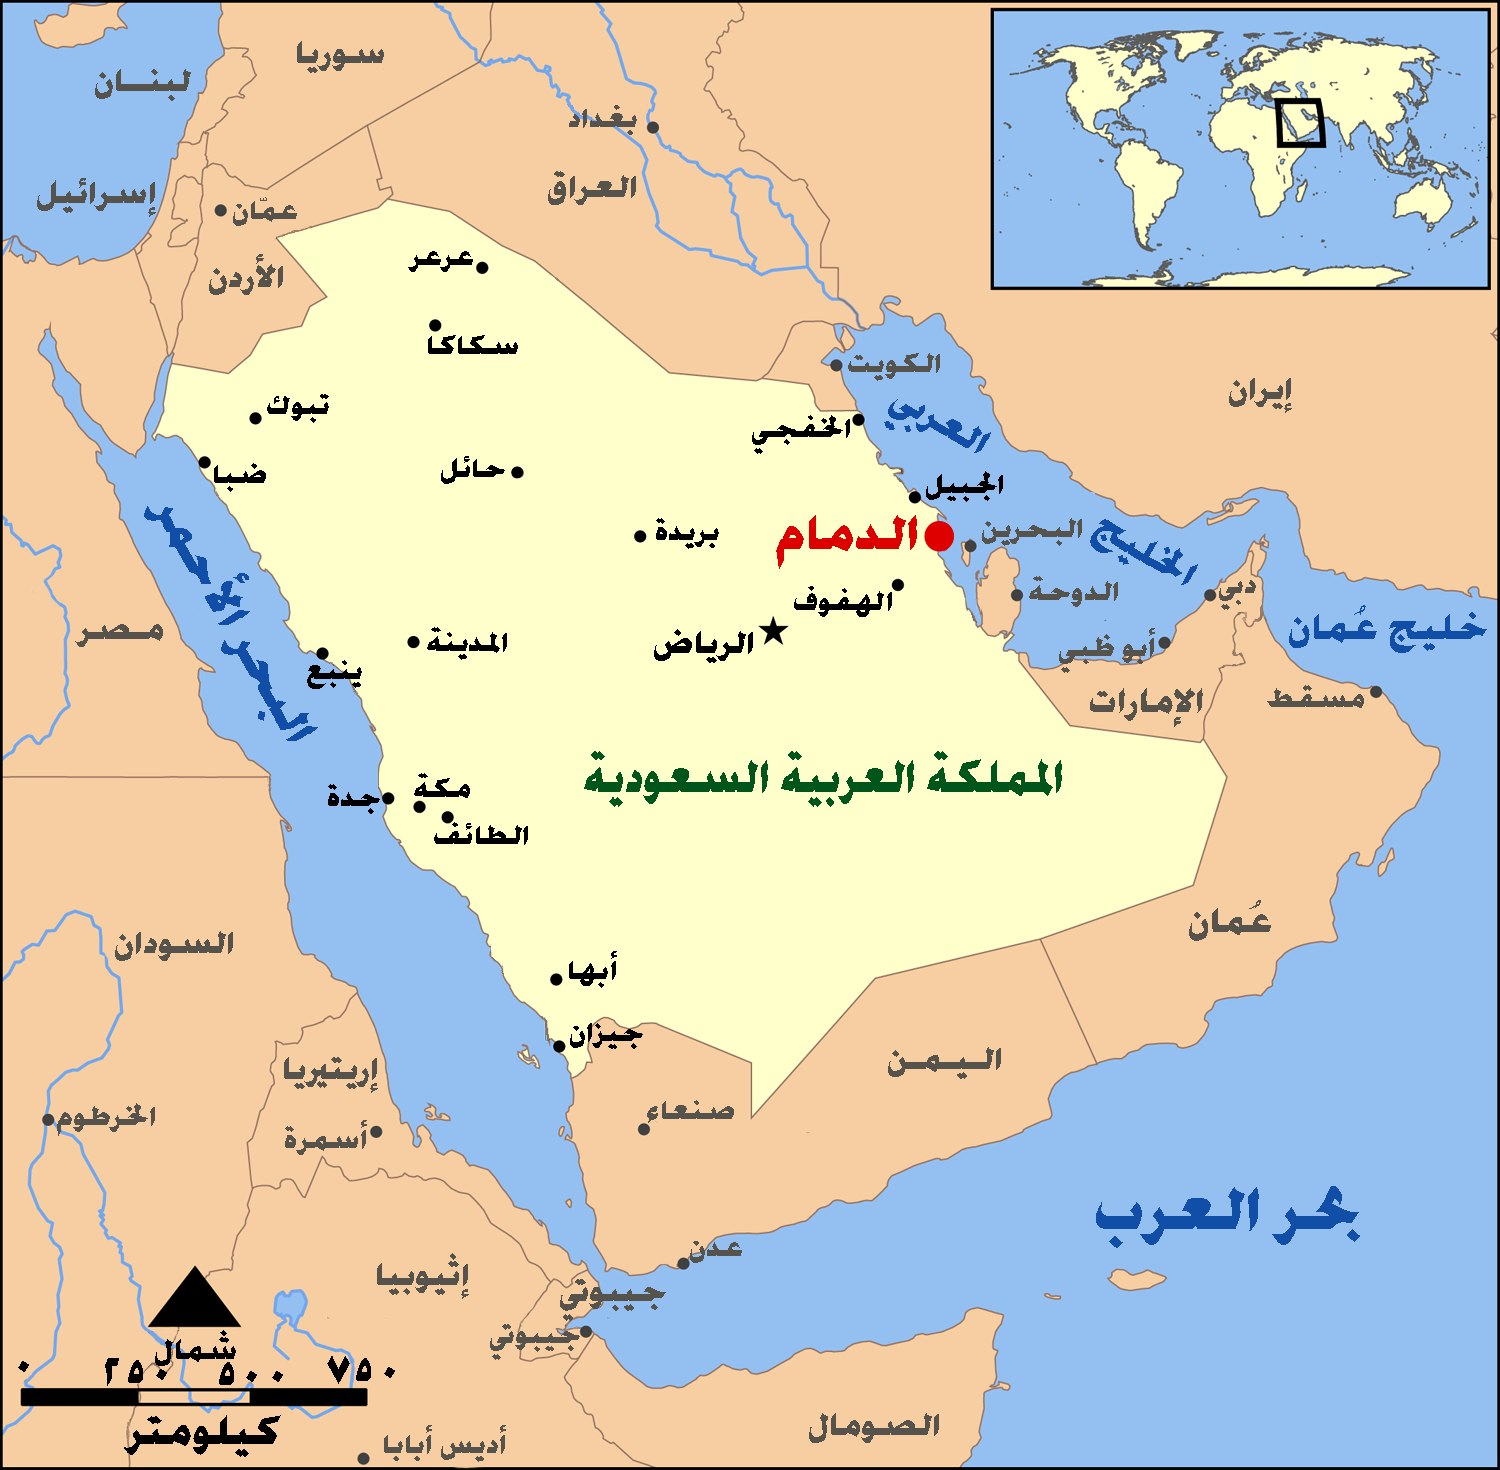 سوريا
لبنان
بغداد
العراق
إسرائيل
عمّان
الأردن
عرعر
سكاكا
الكويت
إيران
تبوك
الخفجي
العربي
ضبا
حائل
الجبيل
البحرين
الخليج
الدمام
بريدة
الهفوف
الدوحة
دبي
خليج عُمان
البحر الأحمر
مصر
المدينة
ينبع
الرياض
أبو ظبي
الإمارات
مسقط
المملكة العربية السعودية
جدة
مكة
الطائف
عُمان
السودان
أبها
جيزان
اليمن
إريتيريا
صنعاء
الخرطوم
أسمرة
بحر العرب
عدن
إثيوبيا
جيبوتي
جيبوتي
شمال
٠ ٢٥٠ ٥٠٠ ٧٥٠
كيلومتر
الصومال
أديس أبابا